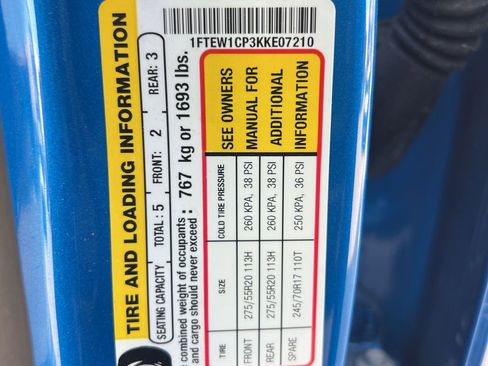 1FTEW1CP3KKE07210
TIRE AND LOADING INFORMATION
SEATING CAPACITY TOTAL : 5 FRONT: 2 REAR: 3
combined weight of occupants : 767 kg or 1693 lbs.
and cargo should never exceed :
TIRE SIZE COLD TIRE PRESSURE SEE OWNERS
FRONT 275/55R20 113H 260 KPA, 38 PSI MANUAL FOR
REAR 275/55R20 113H 260 KPA, 38 PSI ADDITIONAL
SPARE 245/70R17 110T 250 KPA, 36 PSI INFORMATION